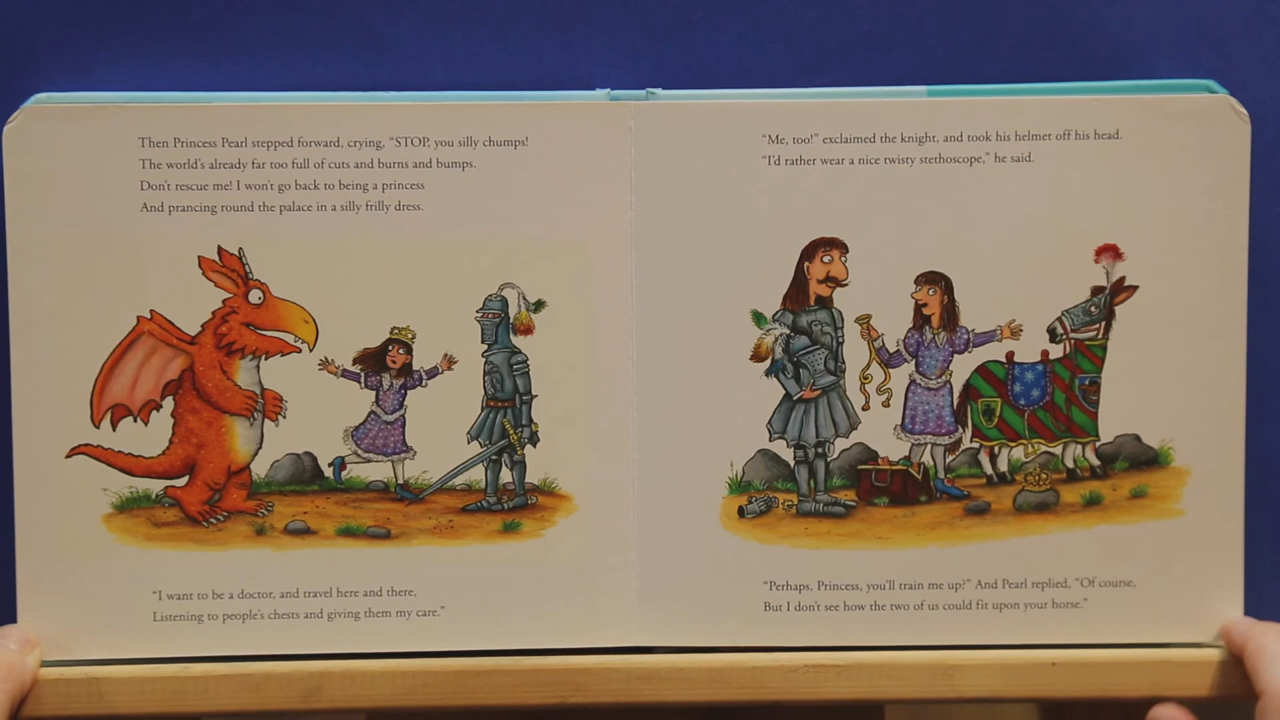 Then Princess Pearl stepped forward, crying, “STOP, you silly chumps!
The world’s already far too full of cuts and burns and bumps.
Don’t rescue me! I won’t go back to being a princess
And prancing round the palace in a silly frilly dress.
“I want to be a doctor, and travel here and there,
Listening to people’s chests and giving them my care.”
“Me, too!” exclaimed the knight, and took his helmet off his head.
“I’d rather wear a nice twisty stethoscope,” he said.
“Perhaps, Princess, you’ll train me up?” And Pearl replied, “Of course,
But I don’t see how the two of us could fit upon your horse.”